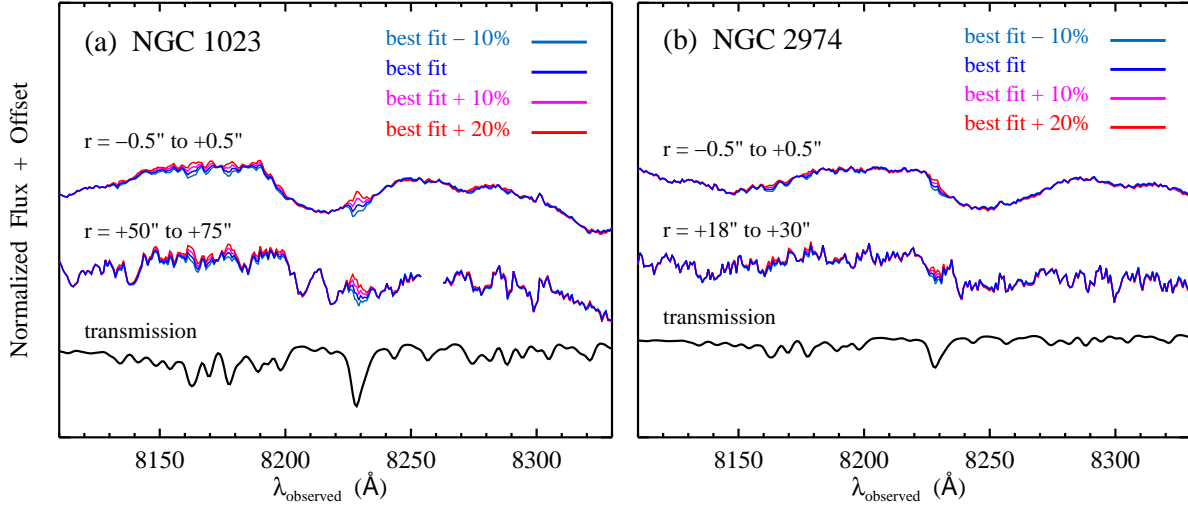 Normalized Flux + Offset
(a) NGC 1023
best fit − 10%
best fit
best fit + 10%
best fit + 20%
r = −0.5" to +0.5"
r = +50" to +75"
transmission
8150 8200 8250 8300
λobserved (Å)
(b) NGC 2974
best fit − 10%
best fit
best fit + 10%
best fit + 20%
r = −0.5" to +0.5"
r = +18" to +30"
transmission
8150 8200 8250 8300
λobserved (Å)